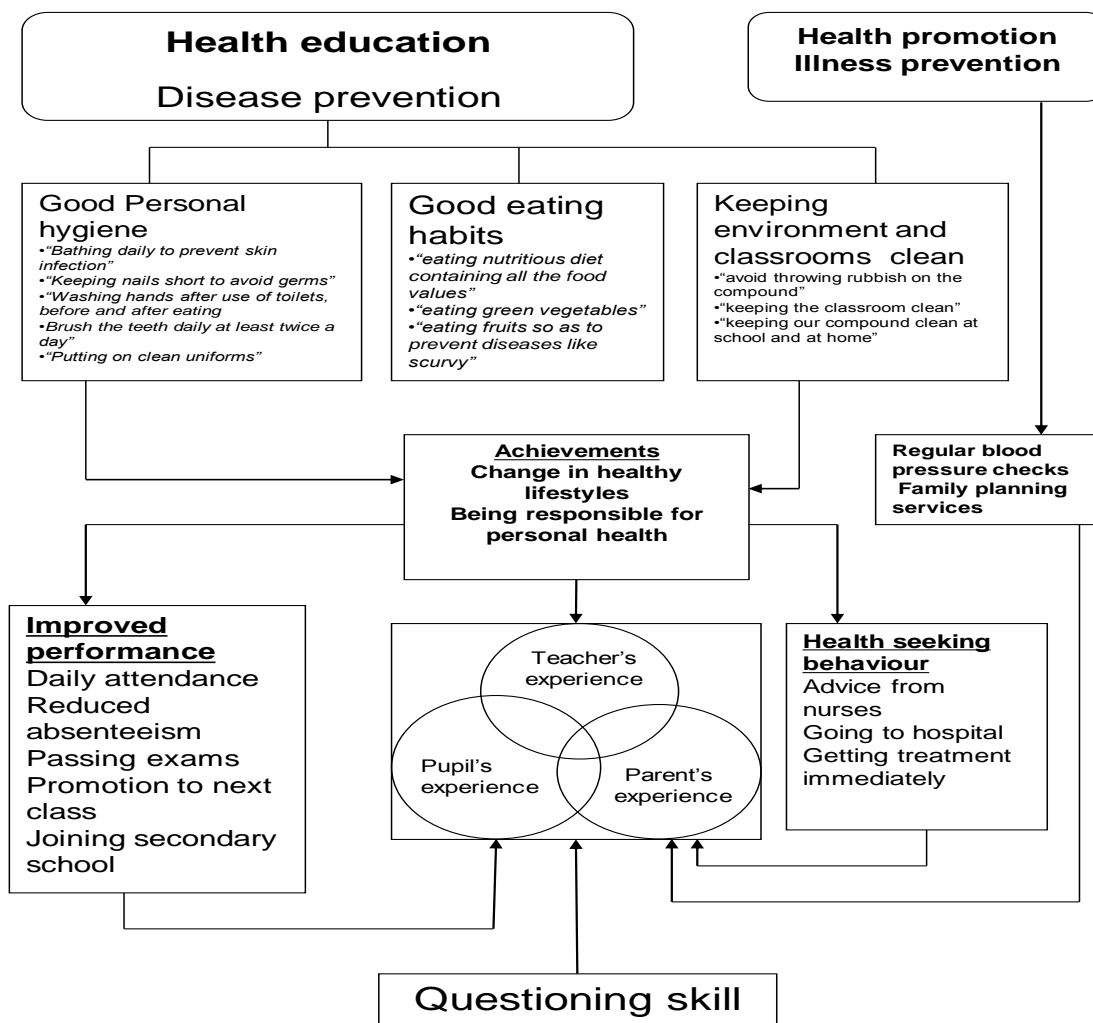 Health education
Disease prevention
Health promotion
Illness prevention
Good Personal
hygiene
•“Bathing daily to prevent skin
infection”
•“Keeping nails short to avoid germs”
•“Washing hands after use of toilets,
before and after eating
Brush the teeth daily at least twice a
day”
•“Putting on clean uniforms”
Good eating
habits
•“eating nutritious diet
containing all the food
values”
•“eating green vegetables”
•“eating fruits so as to
prevent diseases like
scurvy”
Keeping
environment and
classrooms clean
•“avoid throwing rubbish on the
compound”
•“keeping the classroom clean”
•“keeping our compound clean at
school and at home”
Achievements
Change in healthy
lifestyles
Being responsible for
personal health
Regular blood
pressure checks
Family planning
services
Improved
performance
Daily attendance
Reduced
absenteeism
Passing exams
Promotion to next
class
Joining secondary
school
Teacher’s
experience
Pupil’s
experience
Parent’s
experience
Health seeking
behaviour
Advice from
nurses
Going to hospital
Getting treatment
immediately
Questioning skill